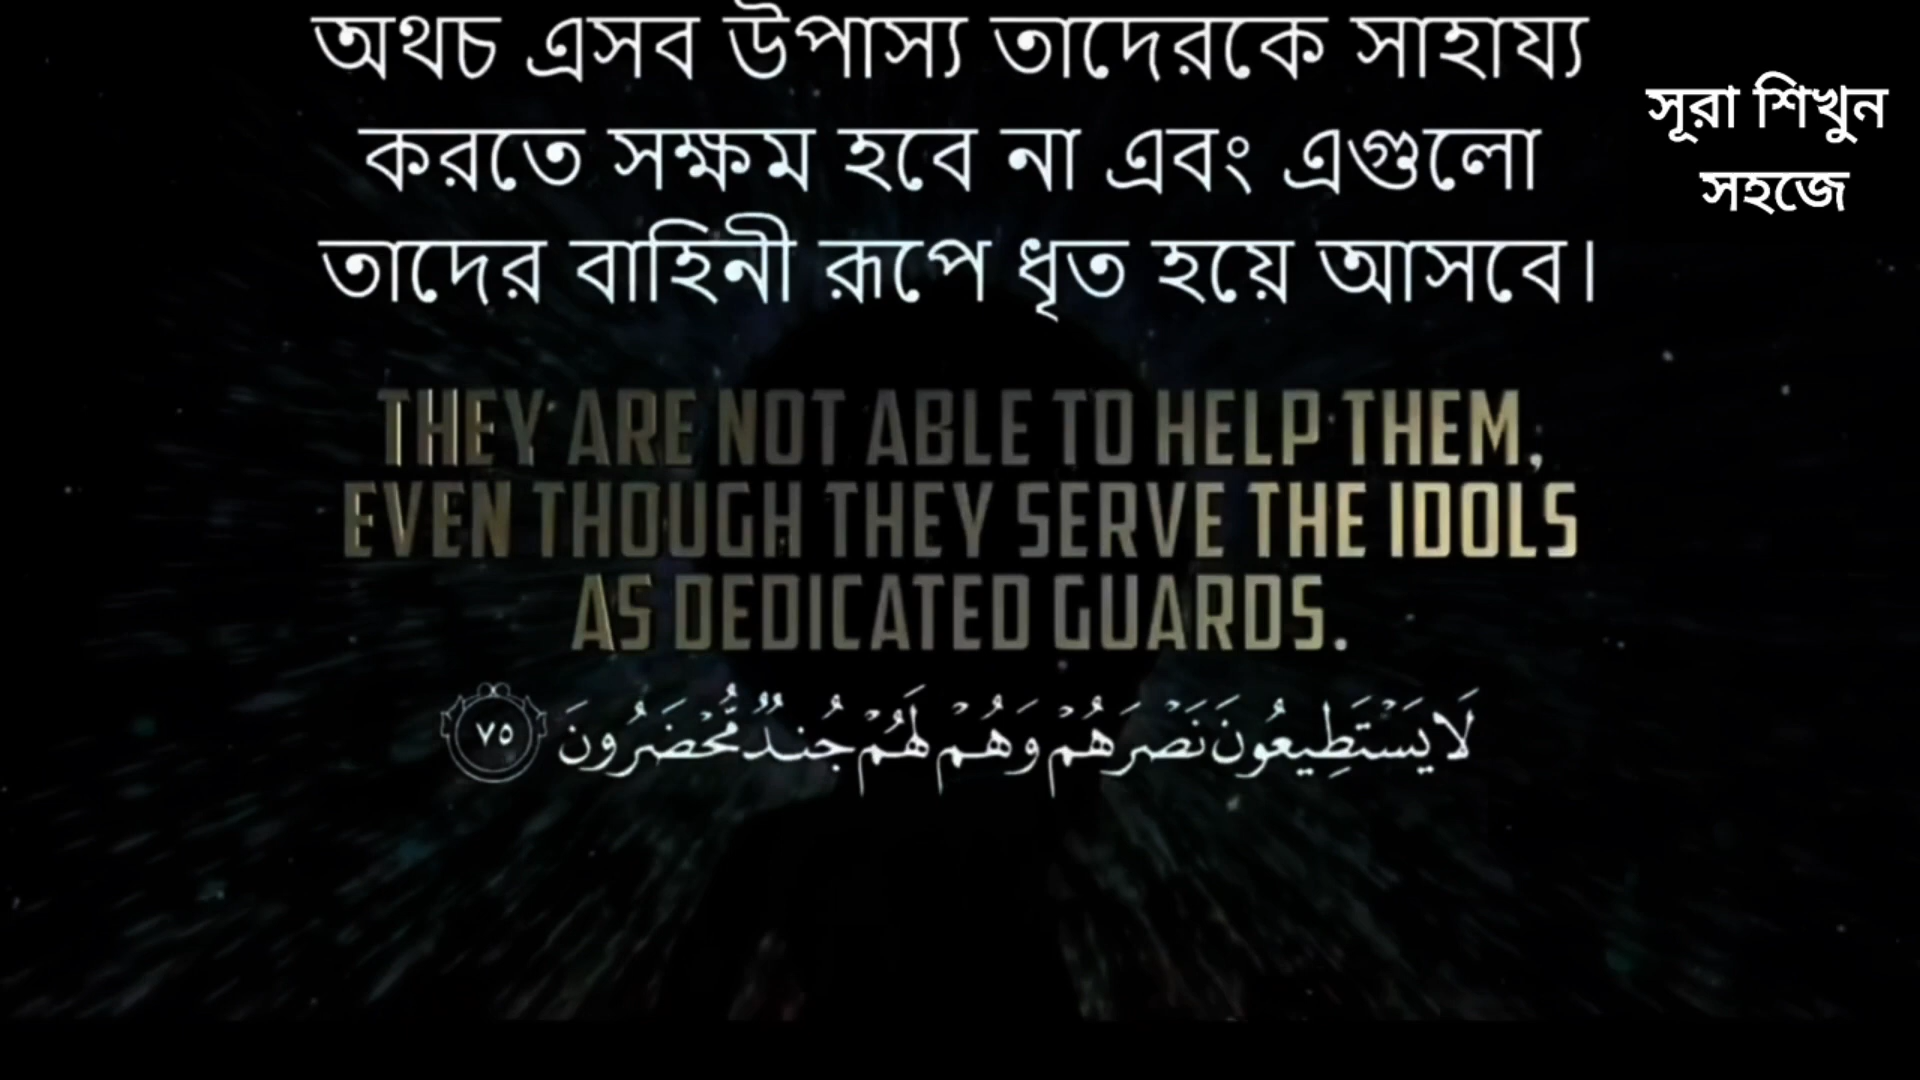 অথচ এসব উপাস্য তাদেরকে সাহায্য
করতে সক্ষম হবে না এবং এগুলো
তাদের বাহিনী রূপে ধৃত হয়ে আসবে।
সূরা শিখুন
সহজে
THEY ARE NOT ABLE TO HELP THEM,
EVEN THOUGH THEY SERVE THE IDOLS
AS DEDICATED GUARDS.
لَا يَسْتَطِيعُونَ نَصْرَهُمْ وَهُمْ لَهُمْ جُندٌ مُّحْضَرُونَ ٧٥